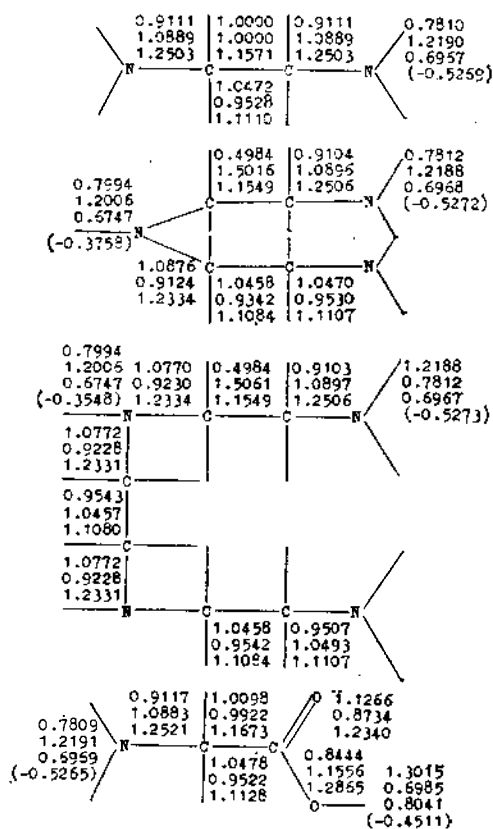 0.9111 1.0000 0.9111 0.7810
1.0889 1.0000 1.0889 1.2190
1.2503 1.1571 1.2503 0.6957
N C C N (-0.5269)
1.0472
0.9528
1.1110
0.4984 0.9104 0.7812
0.7994 1.5016 1.0896 1.2188
1.2006 1.1549 1.2506 0.6968
0.6747 C C N (-0.5272)
(-0.3758) N
C C N
1.0876 1.0458 1.0470
0.9124 0.9342 0.9530
1.2334 1.1084 1.1107
0.7994
1.2006 1.0770 0.4984 0.9103 1.2188
0.6747 0.9230 1.5061 1.0897 0.7812
(-0.3548) 1.2334 1.1549 1.2506 0.6967
N C C N (-0.5273)
1.0772
0.9228
1.2331
C
0.9543
1.0457
1.1080
C
1.0772
0.9228
1.2331
N C C N
1.0458 0.9507
0.9542 1.0493
1.1084 1.1107
0.9117 1.0098 O 1.1266
0.7809 1.0883 0.9922 0.8734
1.2191 1.2521 1.1673 1.2340
0.6959 N C C
(-0.5265) 1.0478 0.8444
0.9522 1.1556 1.3015
1.1128 1.2865 0.6985
O 0.8041
(-0.4511)